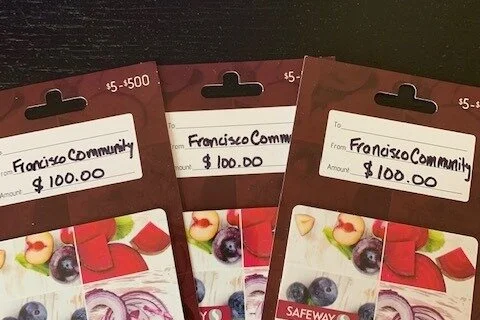 $5-$500
To
From Francisco Community
Amount $100.00
$5-
To
From Francisco Comm
Amount $100.00
$5-$
To
From Francisco Community
Amount $100.00
SAFEWAY